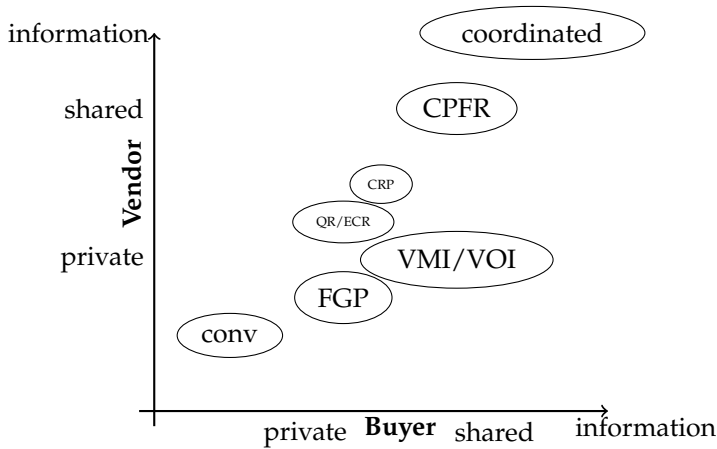 information
coordinated
shared
CPFR
Vendor
CRP
QR/ECR
private
VMI/VOI
FGP
conv
private Buyer shared information